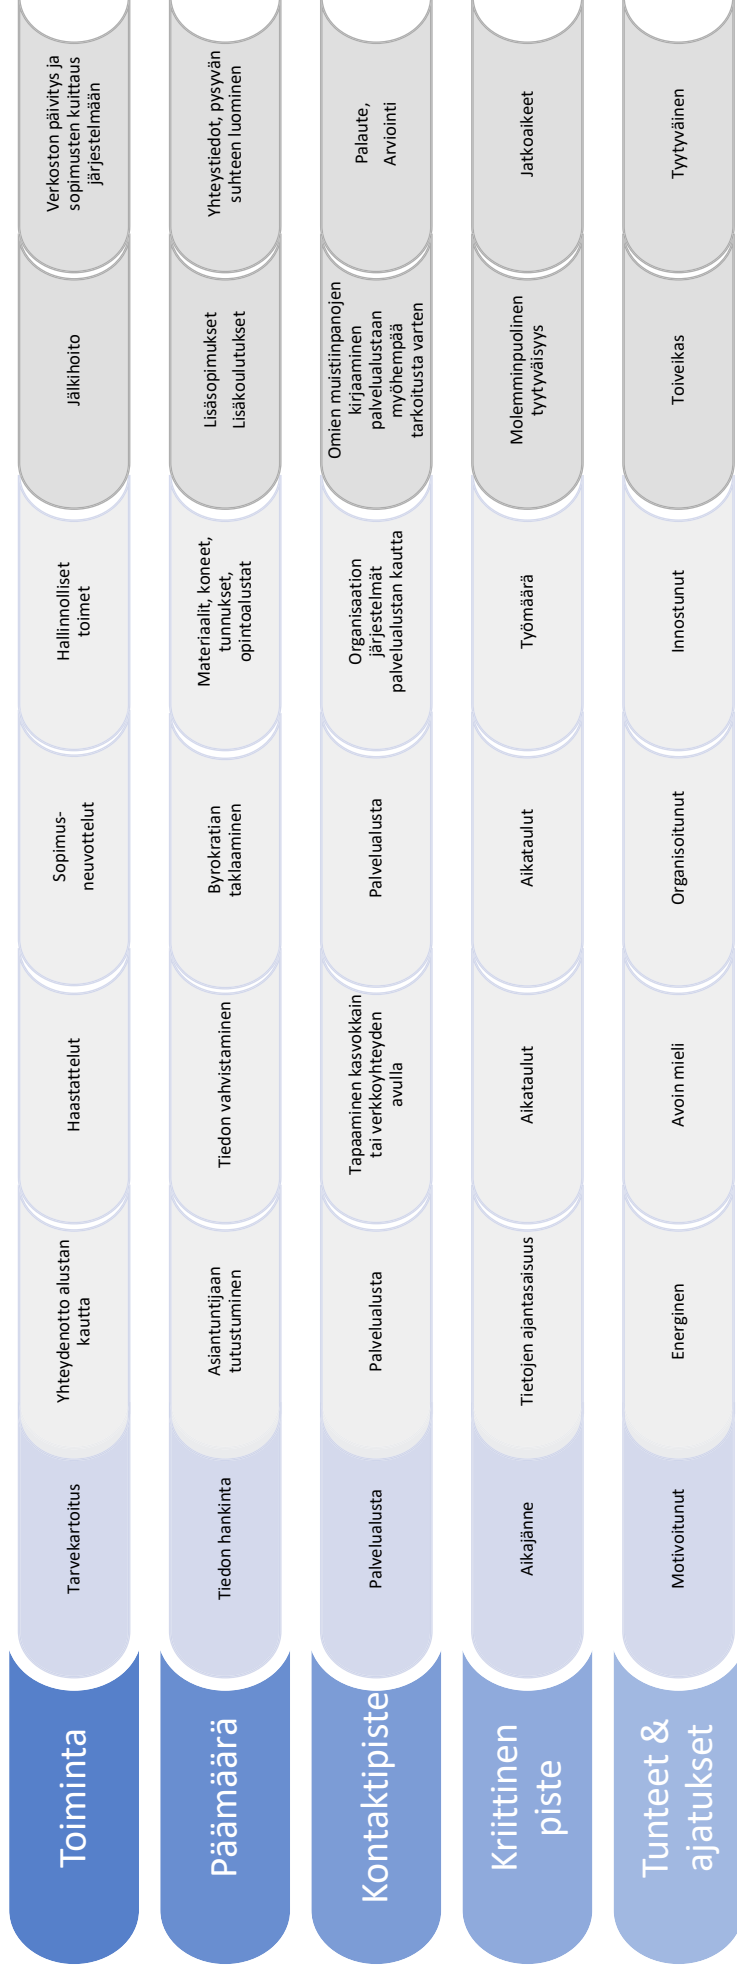 Toiminta
Tarvekartoitus
Yhteydenotto alustan
kautta
Haastattelut
Sopimus-
neuvottelut
Hallinnolliset
toimet
Jälkihoito
Verkoston päivitys ja
sopimusten kuittaus
järjestelmään
Päämäärä
Tiedon hankinta
Asiantuntijaan
tutustuminen
Tiedon vahvistaminen
Byrokratian
taklaaminen
Materiaalit, koneet,
tunnukset,
opintoalustat
Lisäsopimukset
Lisäkoulutukset
Yhteystiedot, pysyvän
suhteen luominen
Kontaktipiste
Palvelualusta
Palvelualusta
Tapaaminen kasvokkain
tai verkkoyhteyden
avulla
Palvelualusta
Organisaation
järjestelmät
palvelualustan kautta
Omien muistiinpanojen
kirjaaminen
palvelualustaan
myöhempää
tarkoitusta varten
Palaute,
Arviointi
Kriittinen
piste
Aikajänne
Tietojen ajantasaisuus
Aikataulut
Aikataulut
Työmäärä
Molemminpuolinen
tyytyväisyys
Jatkoaikeet
Tunteet &
ajatukset
Motivoitunut
Energinen
Avoin mieli
Organisoitunut
Innostunut
Toiveikas
Tyytyväinen